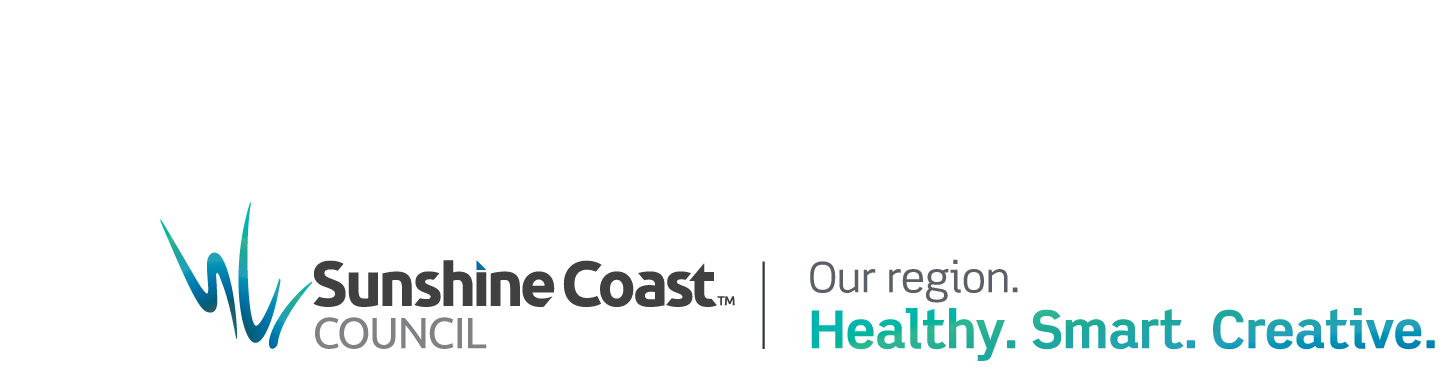 Sunshine Coast™
COUNCIL
Our region.
Healthy. Smart. Creative.